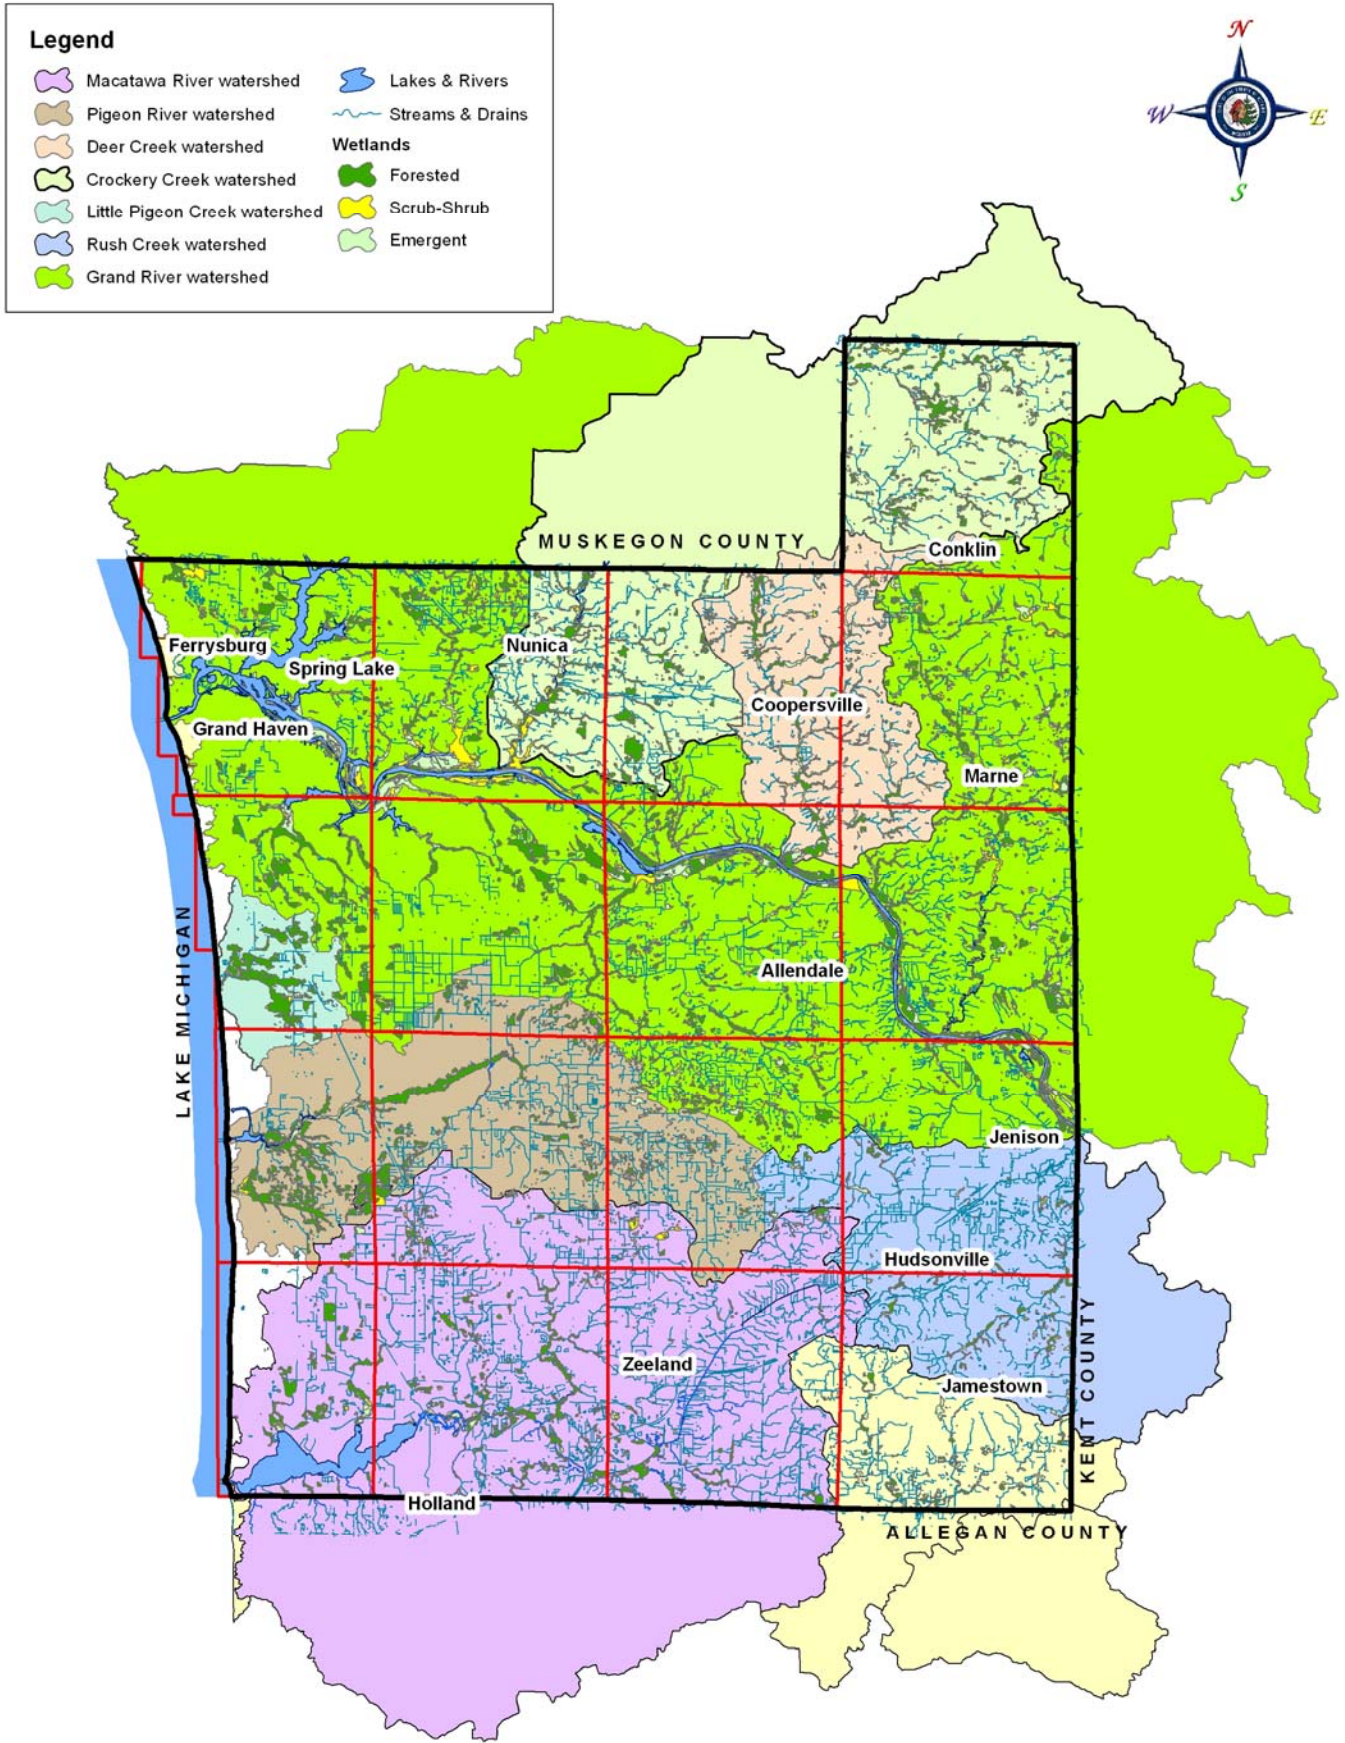 Legend
Macatawa River watershed
Pigeon River watershed
Deer Creek watershed
Crockery Creek watershed
Little Pigeon Creek watershed
Rush Creek watershed
Grand River watershed
Lakes & Rivers
Streams & Drains
Wetlands
Forested
Scrub-Shrub
Emergent
N
W
E
S
MUSKEGON COUNTY
Conklin
Ferrysburg
Nunica
Spring Lake
Coopersville
Grand Haven
Marne
LAKE MICHIGAN
Allendale
Jenison
Hudsonville
Zeeland
Jamestown
KENT COUNTY
Holland
ALLEGAN COUNTY